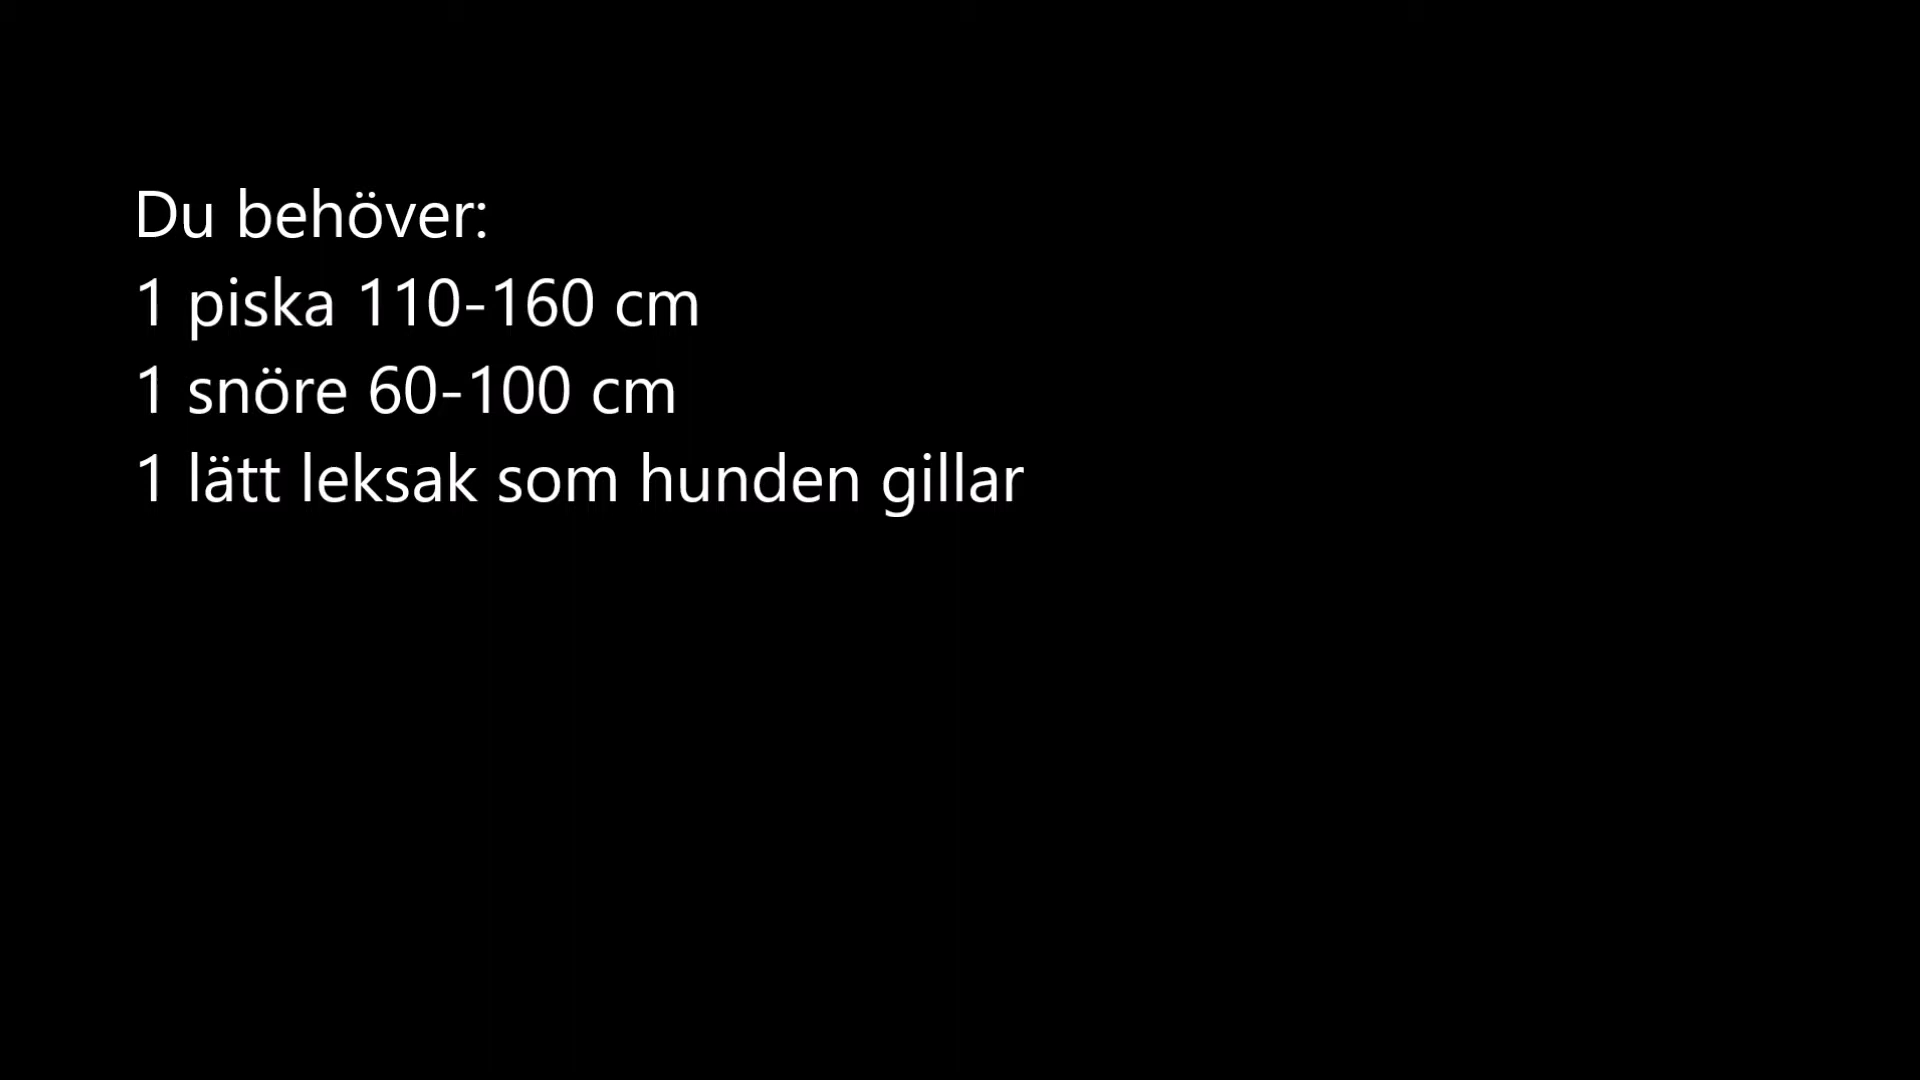 Du behöver:
1 piska 110-160 cm
1 snöre 60-100 cm
1 lätt leksak som hunden gillar